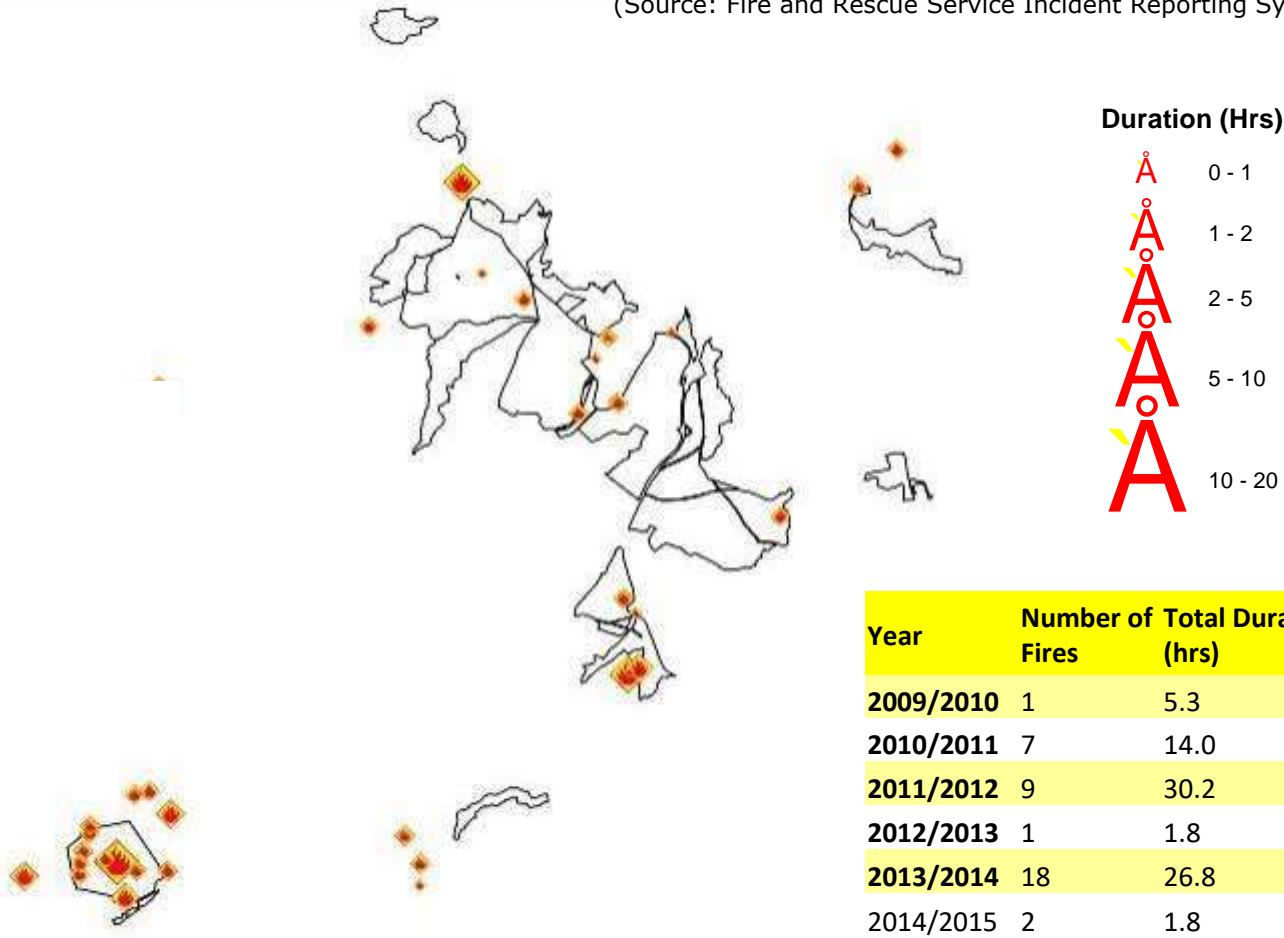 (Source: Fire and Rescue Service Incident Reporting Sy
Duration (Hrs)
Å 0 - 1
Å 1 - 2
Å 2 - 5
Å 5 - 10
Å 10 - 20
Year Number of Fires Total Dura (hrs)
2009/2010 1 5.3
2010/2011 7 14.0
2011/2012 9 30.2
2012/2013 1 1.8
2013/2014 18 26.8
2014/2015 2 1.8